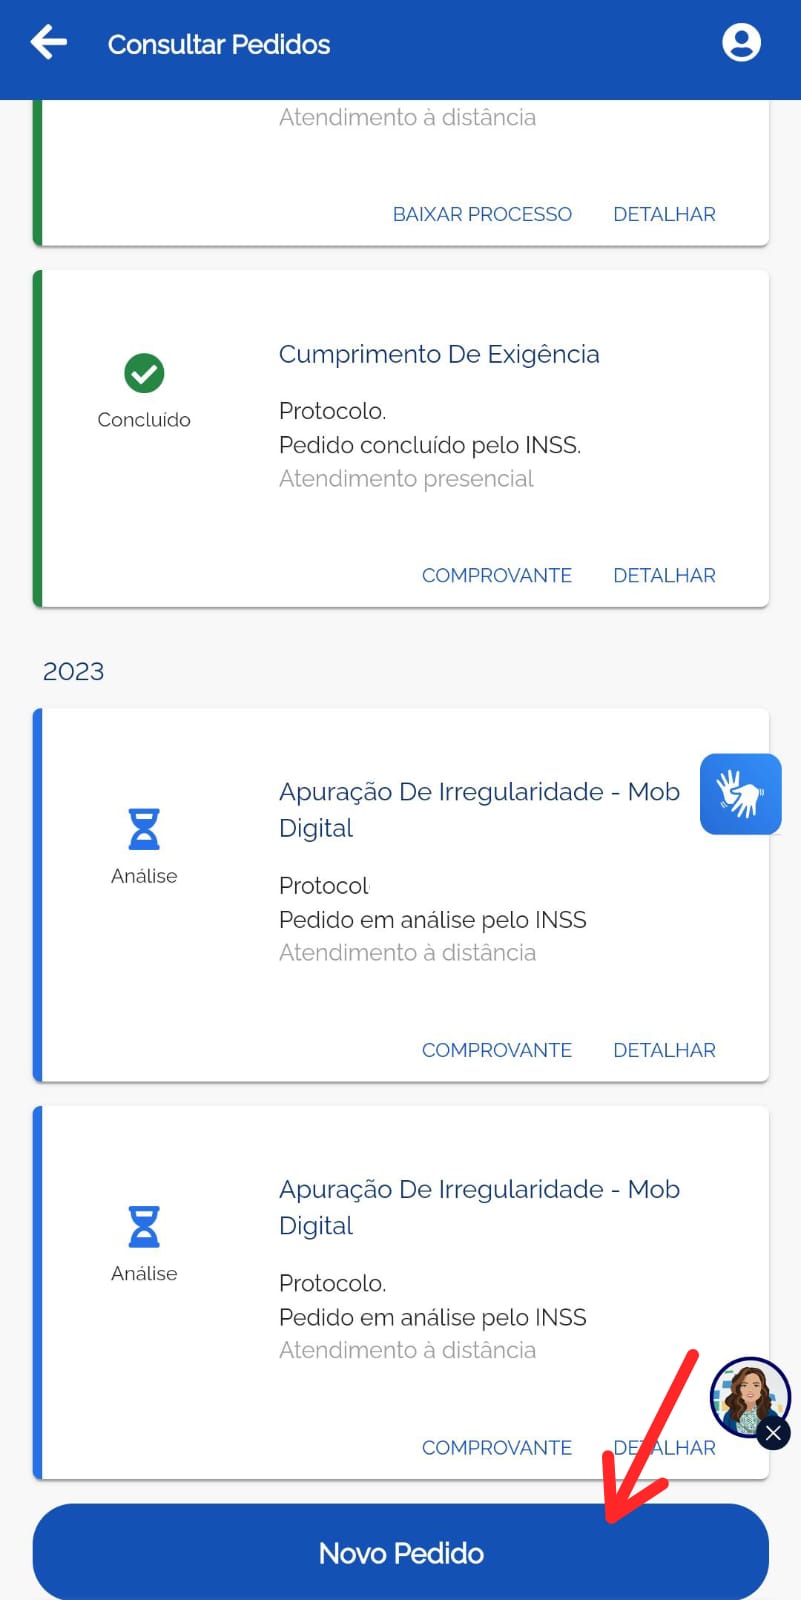 Consultar Pedidos
Atendimento à distância
BAIXAR PROCESSO DETALHAR
Cumprimento De Exigência
Concluído
Protocolo.
Pedido concluído pelo INSS.
Atendimento presencial
COMPROVANTE DETALHAR
2023
Apuração De Irregularidade - Mob
Digital
Análise
Protocol
Pedido em análise pelo INSS
Atendimento à distância
COMPROVANTE DETALHAR
Apuração De Irregularidade - Mob
Digital
Análise
Protocolo.
Pedido em análise pelo INSS
Atendimento à distância
COMPROVANTE DETALHAR
Novo Pedido